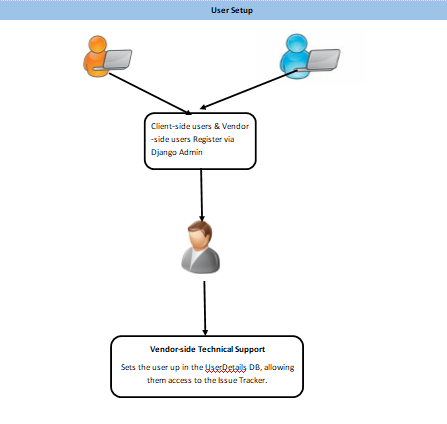 User Setup
Client-side users & Vendor
-side users Register via
Django Admin
Vendor-side Technical Support
Sets the user up in the UserDetails DB, allowing
them access to the Issue Tracker.